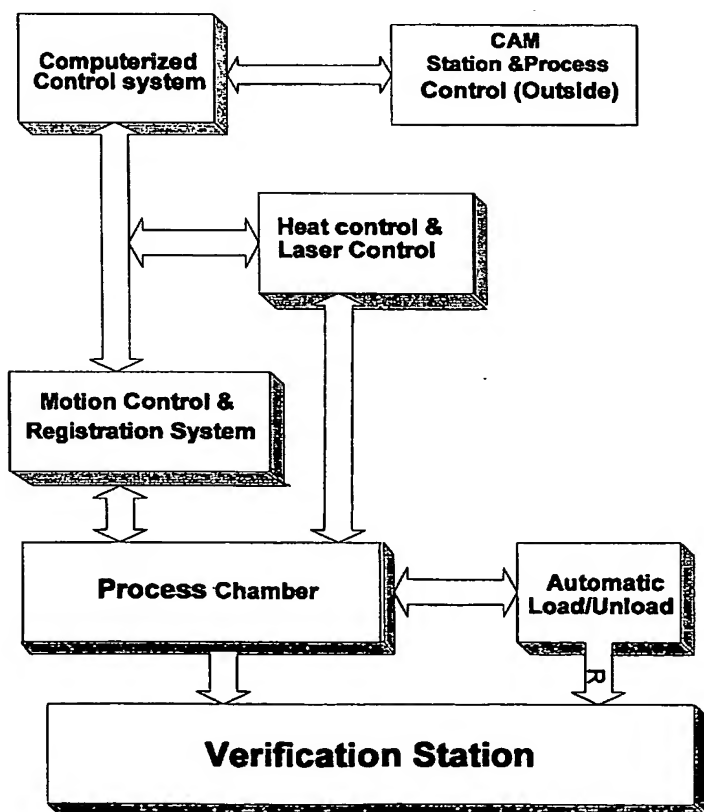 Computerized
Control system
CAM
Station &Process
Control (Outside)
Heat control &
Laser Control
Motion Control &
Registration System
Process Chamber
Automatic
Load/Unload
R
Verification Station